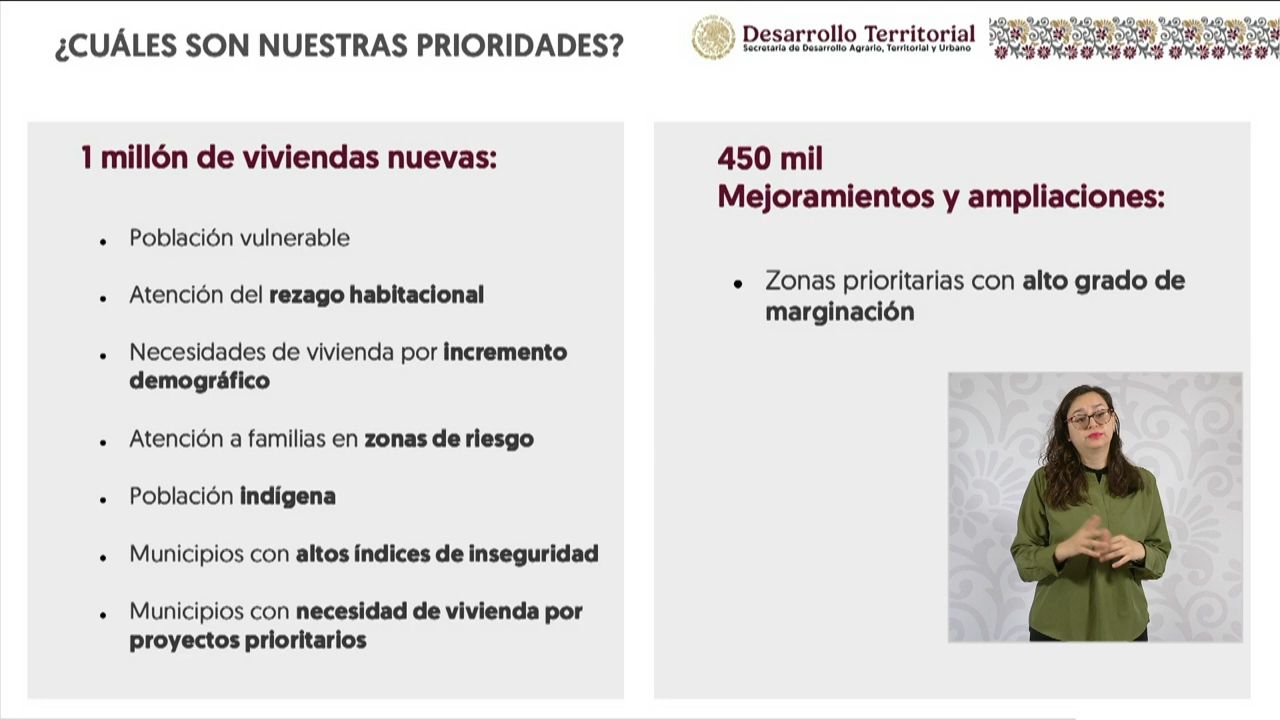 ¿CUÁLES SON NUESTRAS PRIORIDADES?
Desarrollo Territorial
Secretaría de Desarrollo Agrario, Territorial y Urbano
1 millón de viviendas nuevas:
• Población vulnerable
• Atención del rezago habitacional
• Necesidades de vivienda por incremento
demográfico
• Atención a familias en zonas de riesgo
• Población indígena
• Municipios con altos índices de inseguridad
• Municipios con necesidad de vivienda por
proyectos prioritarios
450 mil
Mejoramientos y ampliaciones:
• Zonas prioritarias con alto grado de
marginación